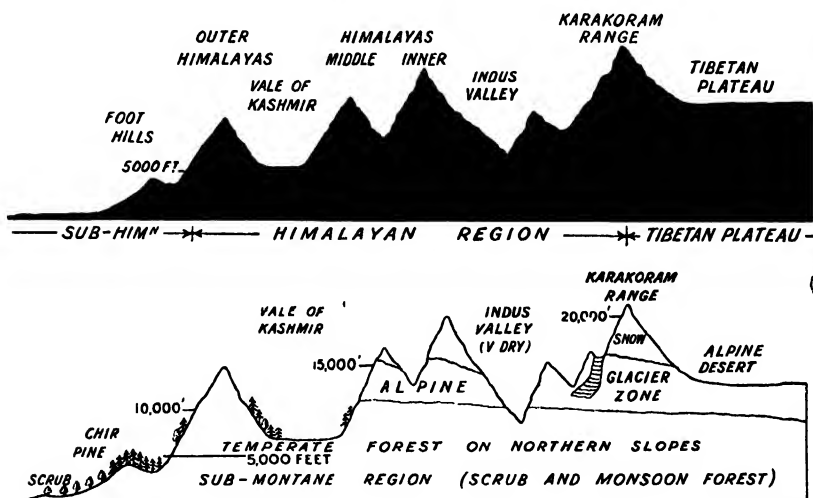 KARAKORAM
RANGE
OUTER
HIMALAYAS
HIMALAYAS
MIDDLE INNER
VALE OF
KASHMIR
INDUS
VALLEY
TIBETAN
PLATEAU
FOOT
HILLS
5000 FT.
SUB-HIMN
HIMALAYAN REGION
TIBETAN PLATEAU
KARAKORAM
RANGE
VALE OF
KASHMIR
INDUS
VALLEY
(V DRY)
20,000'
SNOW
15,000'
ALPINE
DESERT
ALPINE
GLACIER
ZONE
10,000'
CHIR
PINE
TEMPERATE FOREST ON NORTHERN SLOPES
5,000 FEET
SCRUB
SUB-MONTANE REGION (SCRUB AND MONSOON FOREST)